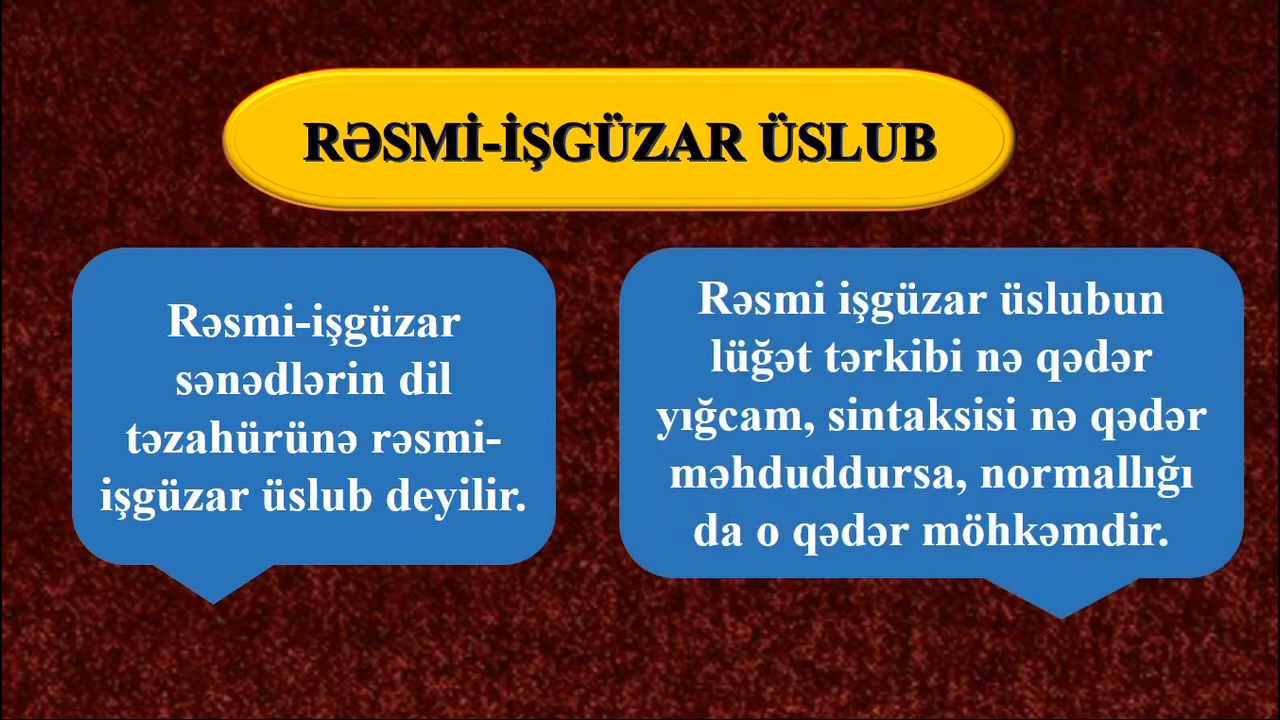 RƏSMİ-İŞGÜZAR ÜSLUB
Rəsmi-işgüzar
sənədlərin dil
təzahürünə rəsmi-
işgüzar üslub deyilir.
Rəsmi işgüzar üslubun
lüğət tərkibi nə qədər
yığcam, sintaksisi nə qədər
məhduddursa, normallığı
da o qədər möhkəmdir.